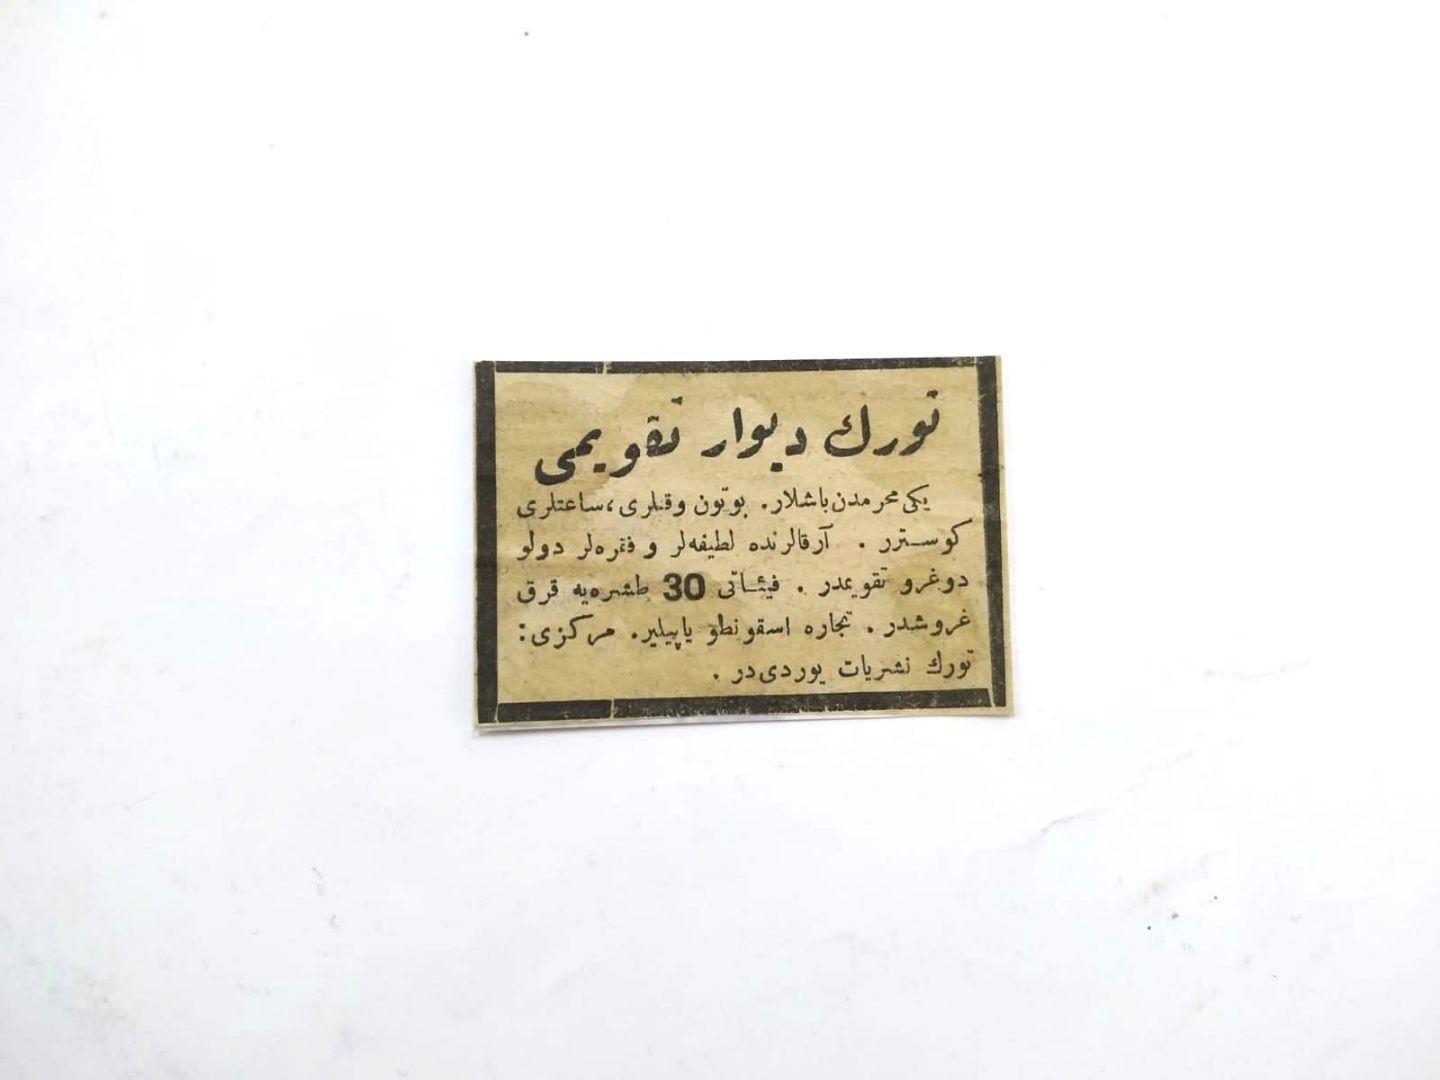 تورك ديوار تقويمى
يكى محرمدن باشلار. بوتون وقتلرى، ساعتلرى
كوسترر . آرقالرنده لطيفه‌لر و فقره‌لر دولو
دوغرو تقويمدر . فيئاتى 30 طشره‌يه قرق
غروشدر . تجاره اسقونطو ياپيلير. مركزى:
تورك نشريات يوردى‌در .